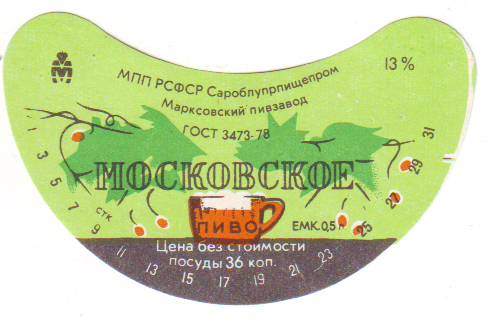 МПП РСФСР Сароблупрпищепром
Марксовский пивзавод
ГОСТ 3473-78
13%
МОСКОВСКОЕ
ПИВО
ЕМК. 0,5 л
СТК
Цена без стоимости
посуды 36 коп.
1 3 5 7 9 11 13 15 17 19 21 23 25 27 29 31